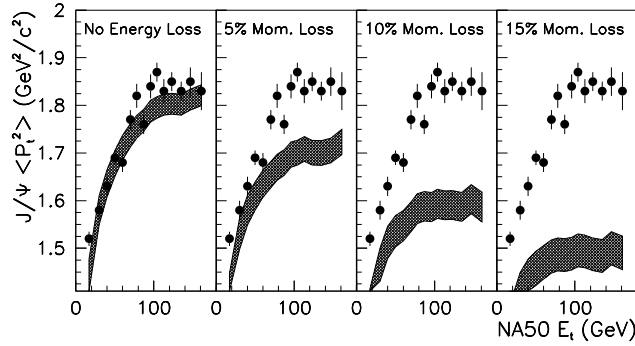 J/Ψ <P_t^2> (GeV^2/c^2)
2
1.9
1.8
1.7
1.6
1.5
No Energy Loss
5% Mom. Loss
10% Mom. Loss
15% Mom. Loss
100 0 100 0 100 0 100
NA50 E_t (GeV)